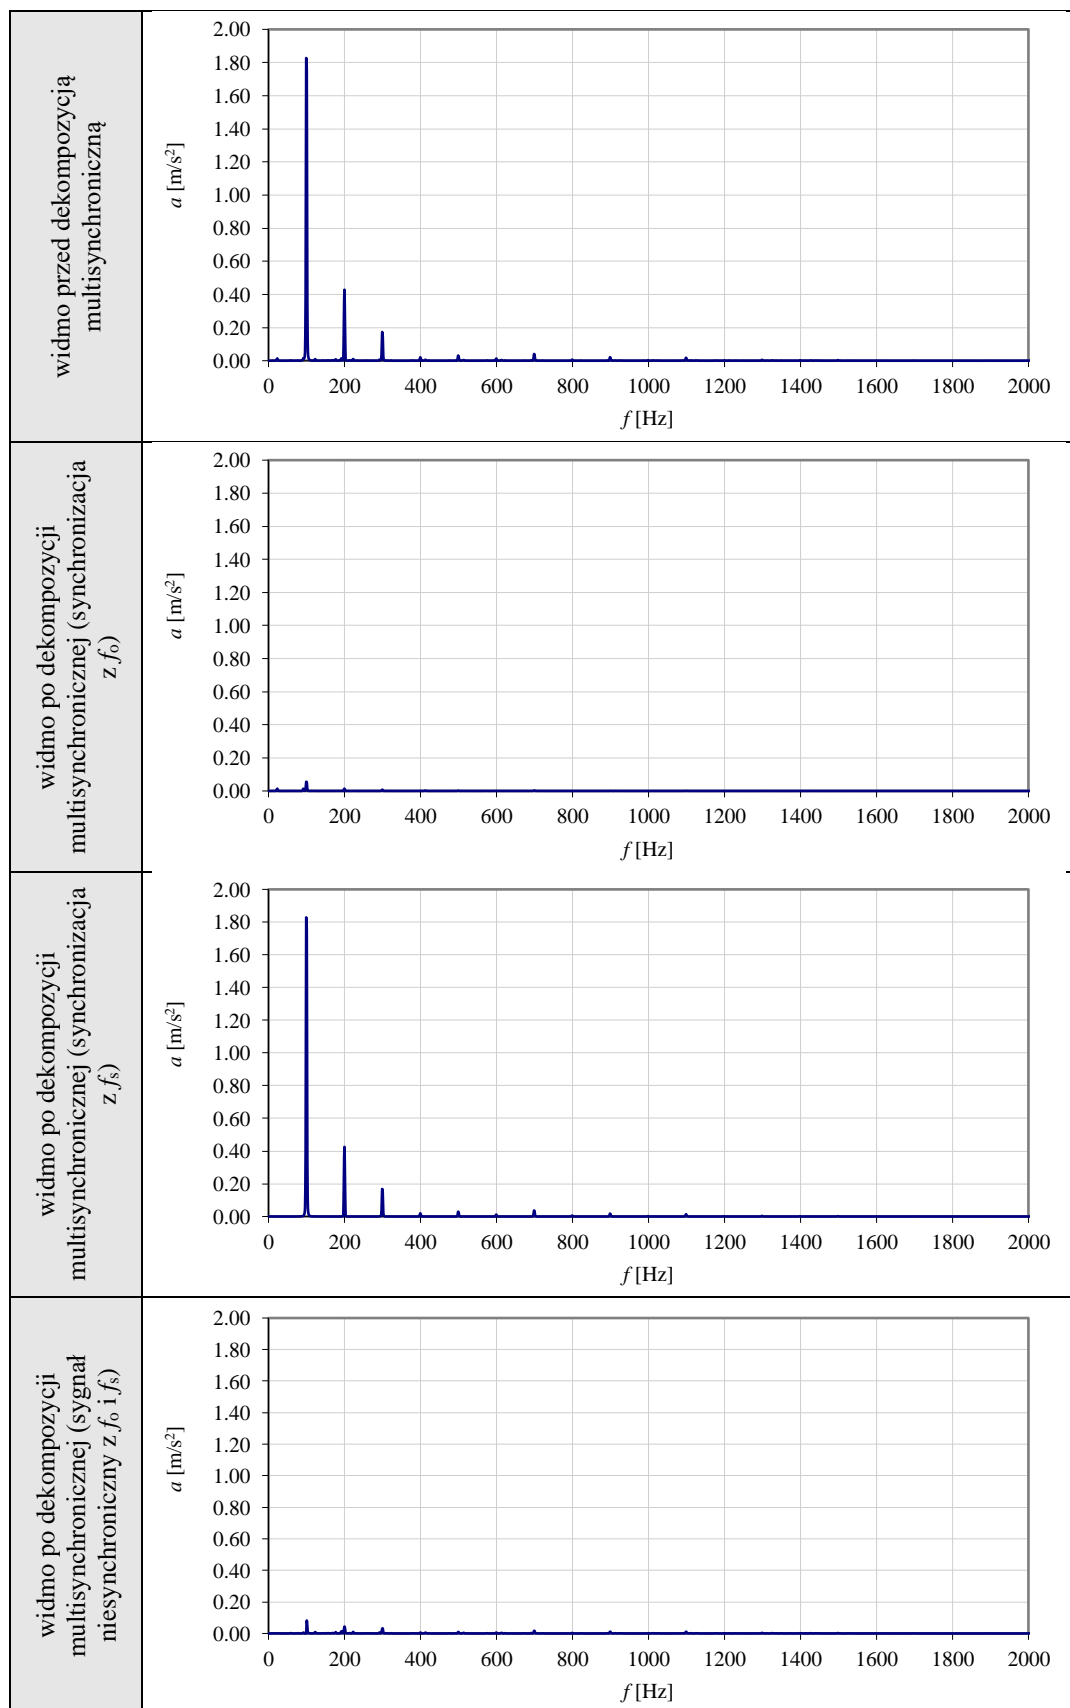 widmo przed dekompozycją
multisynchroniczną
2.00
1.80
1.60
1.40
1.20
1.00
0.80
0.60
0.40
0.20
0.00
a [m/s²]
0 200 400 600 800 1000 1200 1400 1600 1800 2000
f [Hz]
widmo po dekompozycji
multisynchronicznej (synchronizacja
z fo)
2.00
1.80
1.60
1.40
1.20
1.00
0.80
0.60
0.40
0.20
0.00
a [m/s²]
0 200 400 600 800 1000 1200 1400 1600 1800 2000
f [Hz]
widmo po dekompozycji
multisynchronicznej (synchronizacja
z fs)
2.00
1.80
1.60
1.40
1.20
1.00
0.80
0.60
0.40
0.20
0.00
a [m/s²]
0 200 400 600 800 1000 1200 1400 1600 1800 2000
f [Hz]
widmo po dekompozycji
multisynchronicznej (sygnał
niesynchroniczny z fo i fs)
2.00
1.80
1.60
1.40
1.20
1.00
0.80
0.60
0.40
0.20
0.00
a [m/s²]
0 200 400 600 800 1000 1200 1400 1600 1800 2000
f [Hz]